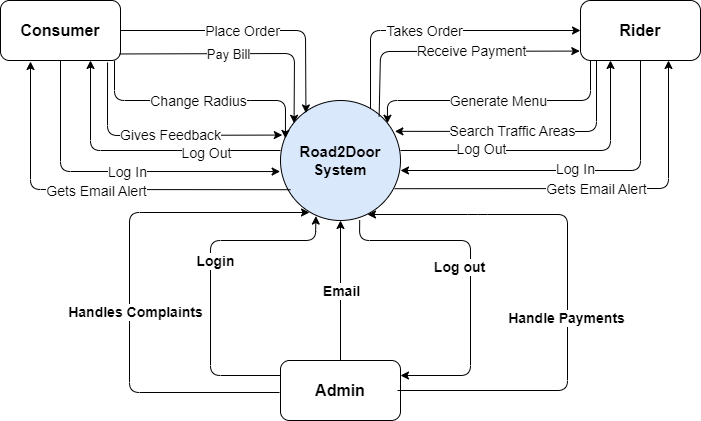 Consumer
Rider
Place Order
Takes Order
Pay Bill
Receive Payment
Change Radius
Generate Menu
Gives Feedback
Search Traffic Areas
Log Out
Log Out
Road2Door
System
Log In
Log In
Gets Email Alert
Gets Email Alert
Login
Log out
Email
Handles Complaints
Handle Payments
Admin